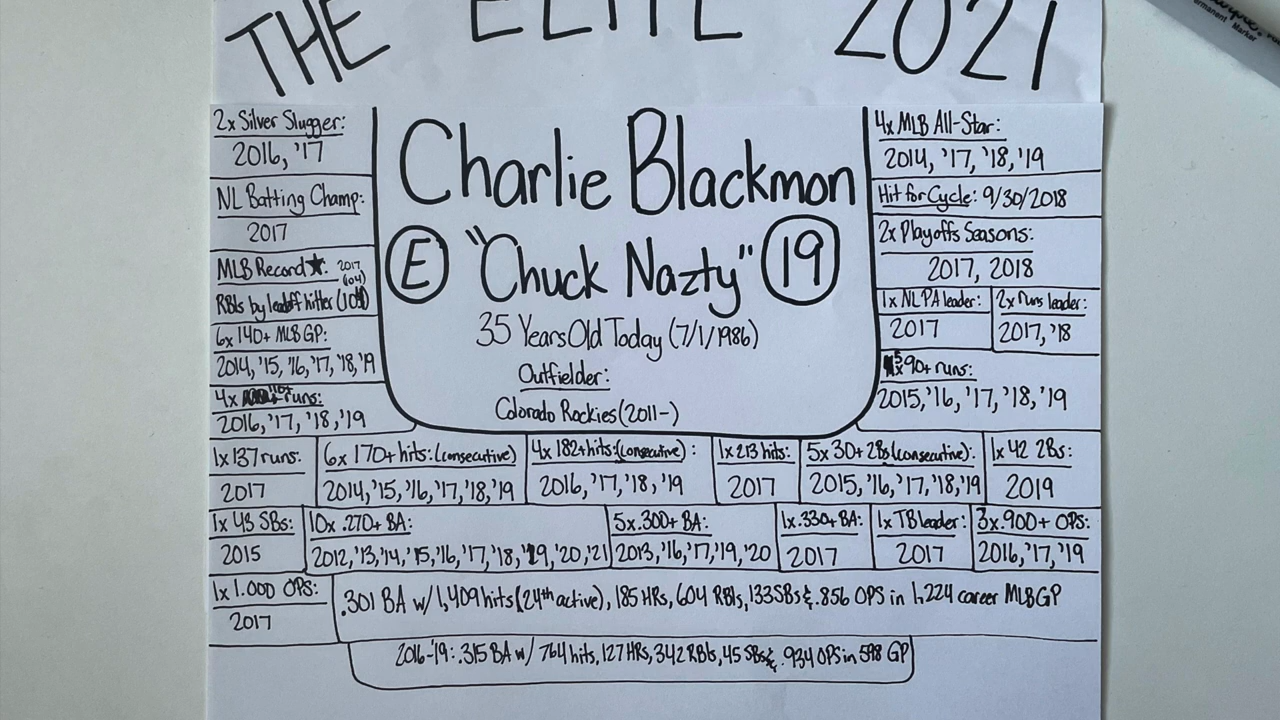 THE ELITE 2021
2x Silver Slugger:
2016, '17
NL Batting Champ:
2017
MLB Record★: 2017
(104)
RBIs by leadoff hitter (104)
6x 140+ MLB GP:
2014, '15, '16, '17, '18, '19
4x 110+ runs:
2016, '17, '18, '19
Charlie Blackmon
E "Chuck Nazty" 19
35 Years Old Today (7/1/1986)
Outfielder:
Colorado Rockies (2011-)
4x MLB All-Star:
2014, '17, '18, '19
Hit for Cycle: 9/30/2018
2x Playoffs Seasons:
2017, 2018
1x NL PA leader:
2017
2x runs leader:
2017, '18
5x 90+ runs:
2015, '16, '17, '18, '19
1x 137 runs:
2017
6x 170+ hits: (consecutive)
2014, '15, '16, '17, '18, '19
4x 182+ hits: (consecutive):
2016, '17, '18, '19
1x 213 hits:
2017
5x 30+ 2Bs (consecutive):
2015, '16, '17, '18, '19
1x 42 2Bs:
2019
1x 43 SBs:
2015
10x .270+ BA:
2012, '13, '14, '15, '16, '17, '18, '19, '20, '21
5x .300+ BA:
2013, '16, '17, '19, '20
1x .330+ BA:
2017
1x TB leader:
2017
3x .900+ OPS:
2016, '17, '19
1x 1.000 OPS:
2017
.301 BA w/ 1,409 hits (24th active), 185 HRs, 604 RBIs, 133 SBs & .856 OPS in 1,224 career MLB GP
2016-'19: .315 BA w/ 764 hits, 127 HRs, 342 RBIs, 45 SBs & .934 OPS in 598 GP
Permanent Marker